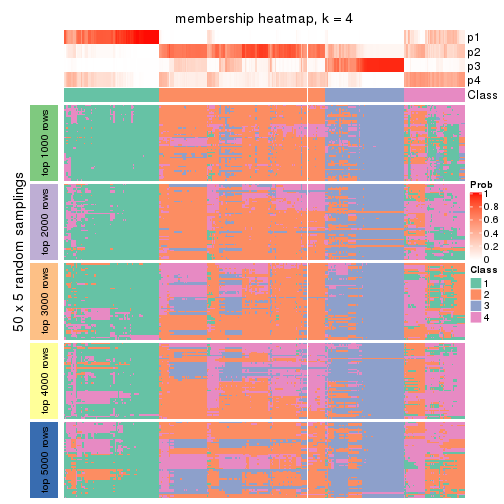 membership heatmap, k = 4
p1
p2
p3
p4
Class
50 x 5 random samplings
top 1000 rows
top 2000 rows
top 3000 rows
top 4000 rows
top 5000 rows
Prob
1
0.8
0.6
0.4
0.2
0
Class
1
2
3
4